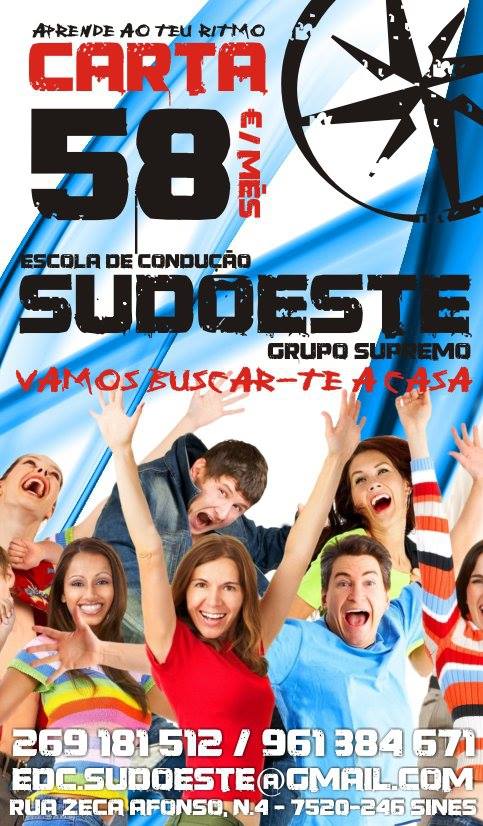 APRENDE AO TEU RITMO
CARTA
58
€/MÊS
ESCOLA DE CONDUÇÃO
SUDOESTE
GRUPO SUPREMO
VAMOS BUSCAR-TE A CASA
269 181 512 / 961 384 671
EDC.SUDOESTE@GMAIL.COM
RUA ZECA AFONSO, N.4 - 7520-246 SINES